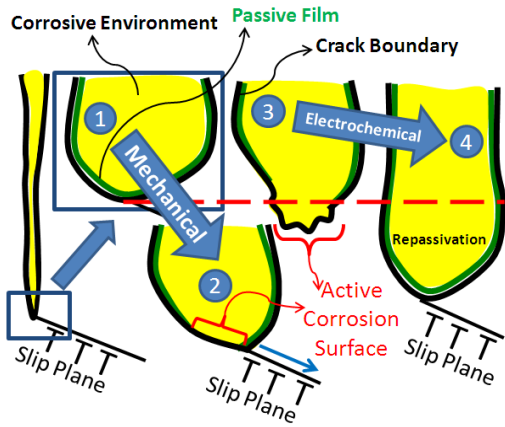 Corrosive Environment
Passive Film
Crack Boundary
1
3
Electrochemical
4
Mechanical
Repassivation
2
Active
Corrosion
Surface
Slip Plane
Slip Plane
Slip Plane